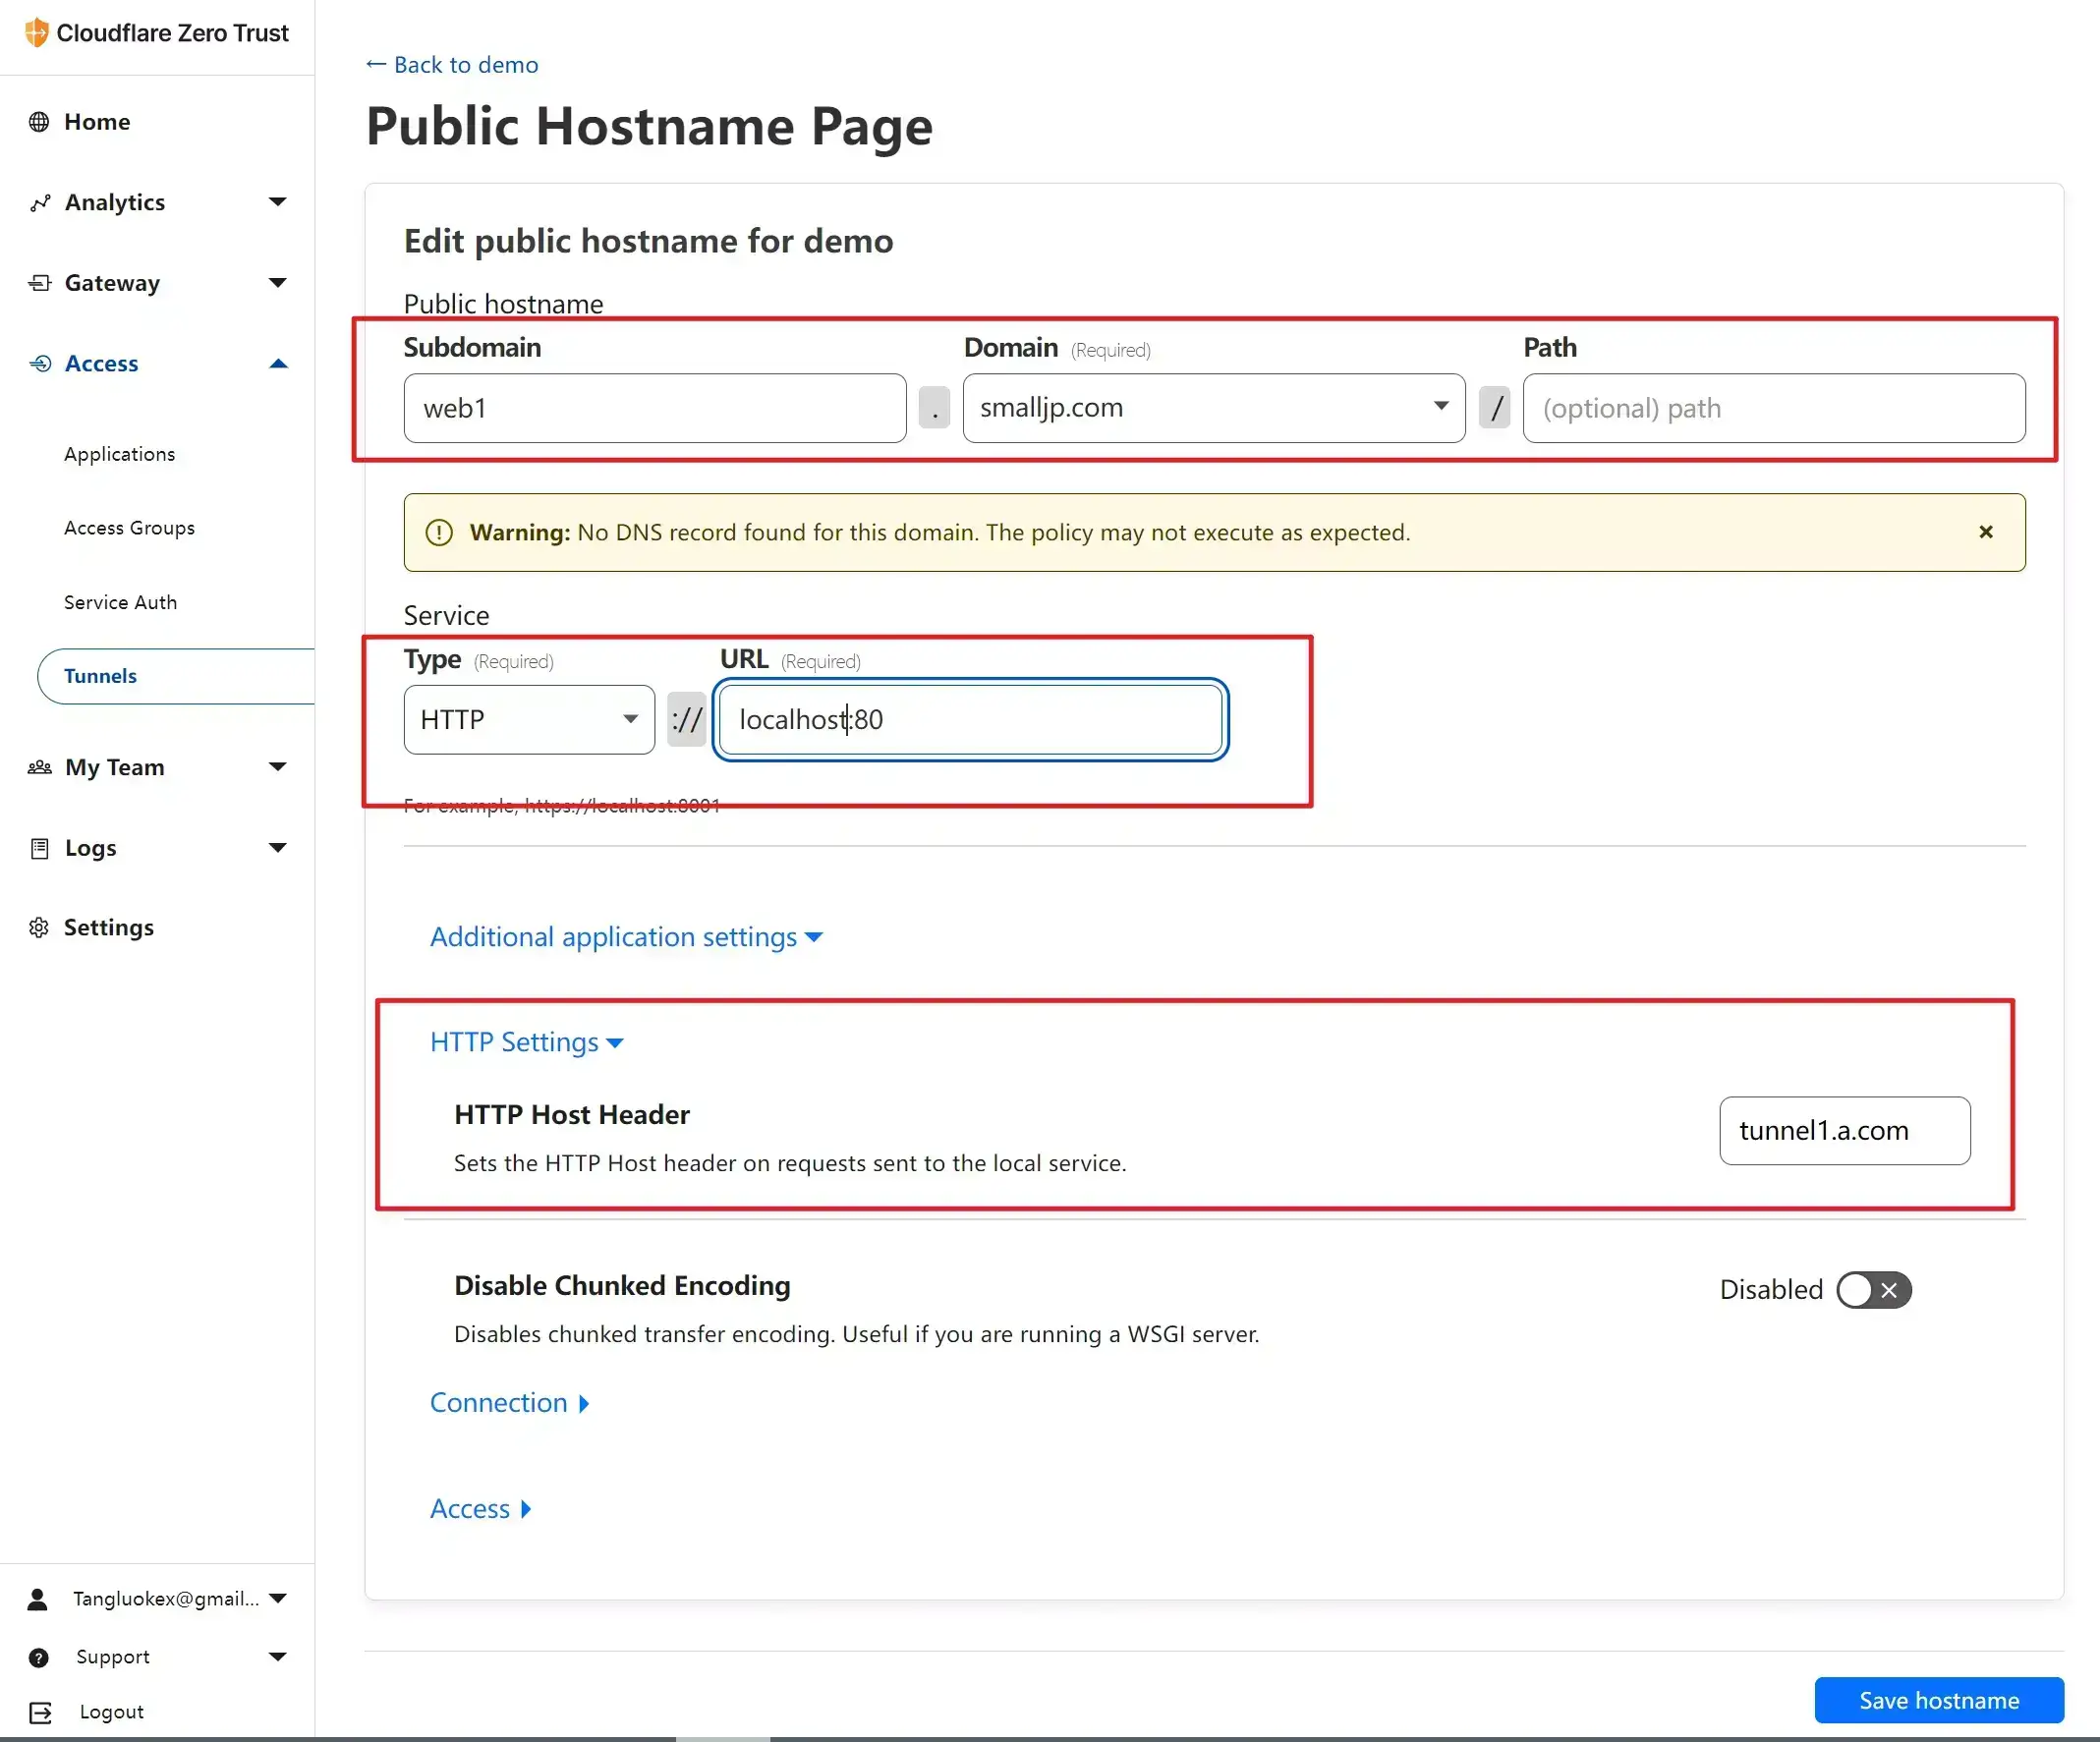 Cloudflare Zero Trust
Home
Analytics
Gateway
Access
Applications
Access Groups
Service Auth
Tunnels
My Team
Logs
Settings
Tangluokex@gmail...
Support
Logout
← Back to demo
Public Hostname Page
Edit public hostname for demo
Public hostname
Subdomain Domain (Required) Path
web1 . smalljp.com / (optional) path
Warning: No DNS record found for this domain. The policy may not execute as expected.
Service
Type (Required) URL (Required)
HTTP :// localhost:80
For example, https://localhost:8001
Additional application settings
HTTP Settings
HTTP Host Header
Sets the HTTP Host header on requests sent to the local service.
tunnel1.a.com
Disable Chunked Encoding
Disables chunked transfer encoding. Useful if you are running a WSGI server.
Disabled
Connection
Access
Save hostname